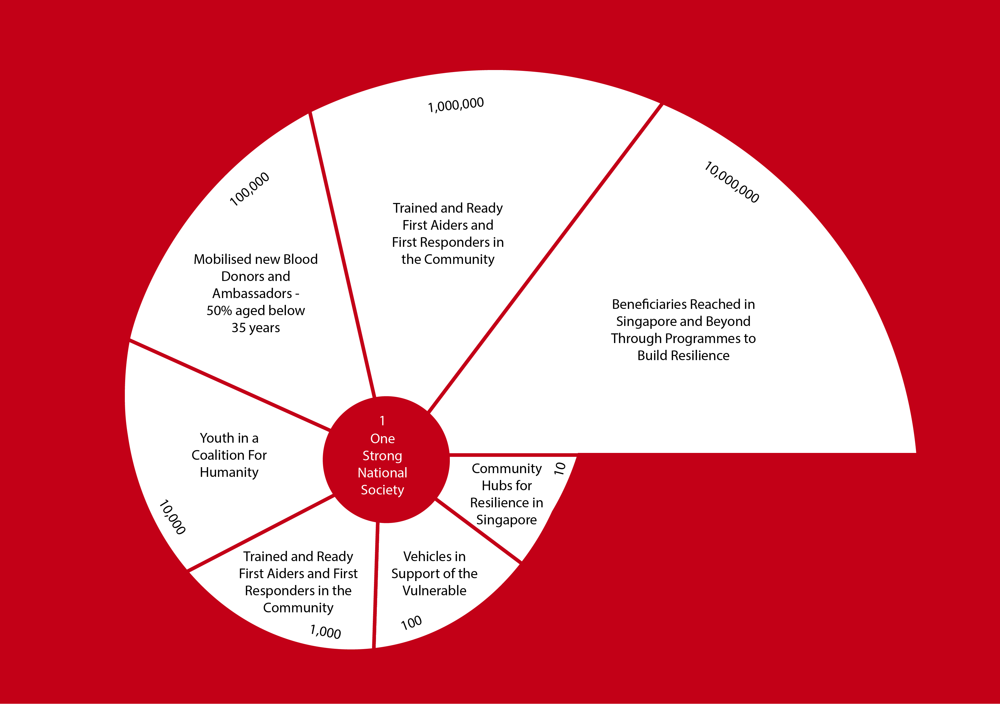 1
One
Strong
National
Society
10
Community
Hubs for
Resilience in
Singapore
100
Vehicles in
Support of the
Vulnerable
1,000
Trained and Ready
First Aiders and First
Responders in the
Community
10,000
Youth in a
Coalition For
Humanity
100,000
Mobilised new Blood
Donors and
Ambassadors -
50% aged below
35 years
1,000,000
Trained and Ready
First Aiders and
First Responders in
the Community
10,000,000
Beneficiaries Reached in
Singapore and Beyond
Through Programmes to
Build Resilience